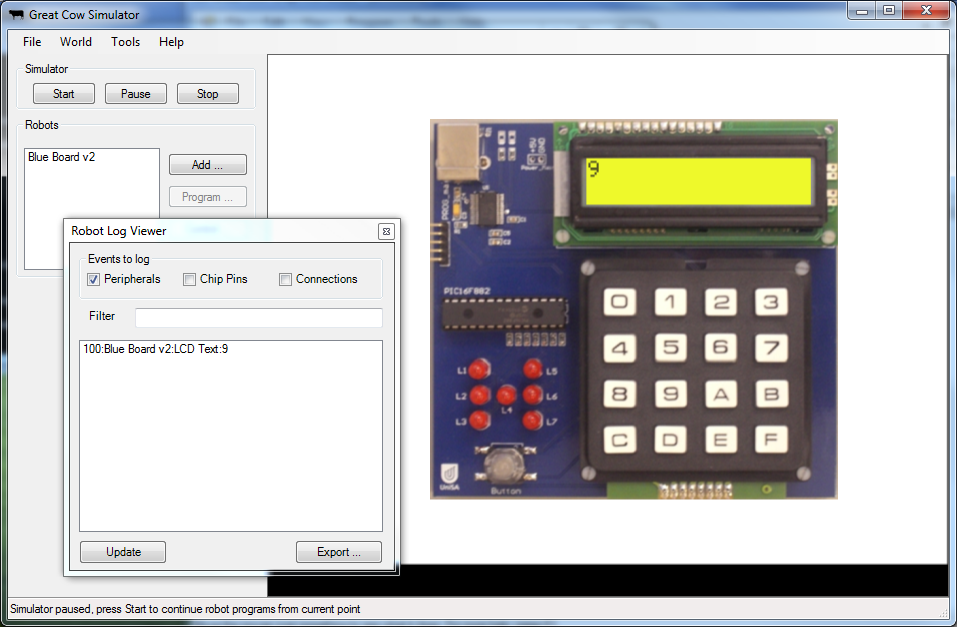 Great Cow Simulator
File World Tools Help
Simulator
Start Pause Stop
Robots
Blue Board v2
Add ...
Program ...
Robot Log Viewer
Events to log
Peripherals Chip Pins Connections
Filter
100:Blue Board v2:LCD Text:9
Update Export ...
+5V
GND
9
PIC16F882
L1 L5
L2 L6
L4
L3 L7
Button
0 1 2 3
4 5 6 7
8 9 A B
C D E F
Simulator paused, press Start to continue robot programs from current point